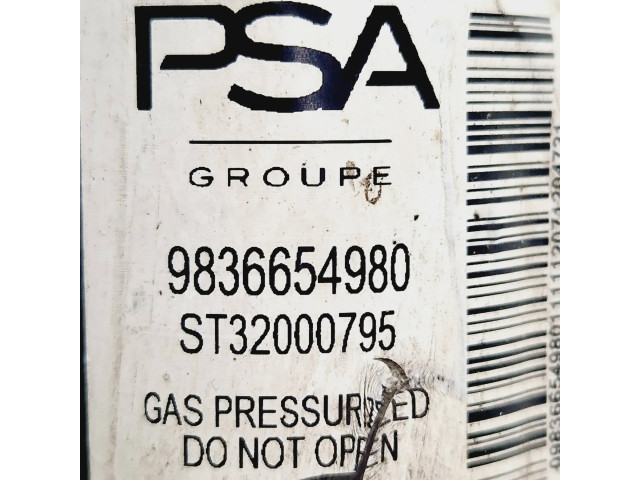 PSA
GROUPE
9836654980
ST32000795
GAS PRESSURIZED
DO NOT OPEN